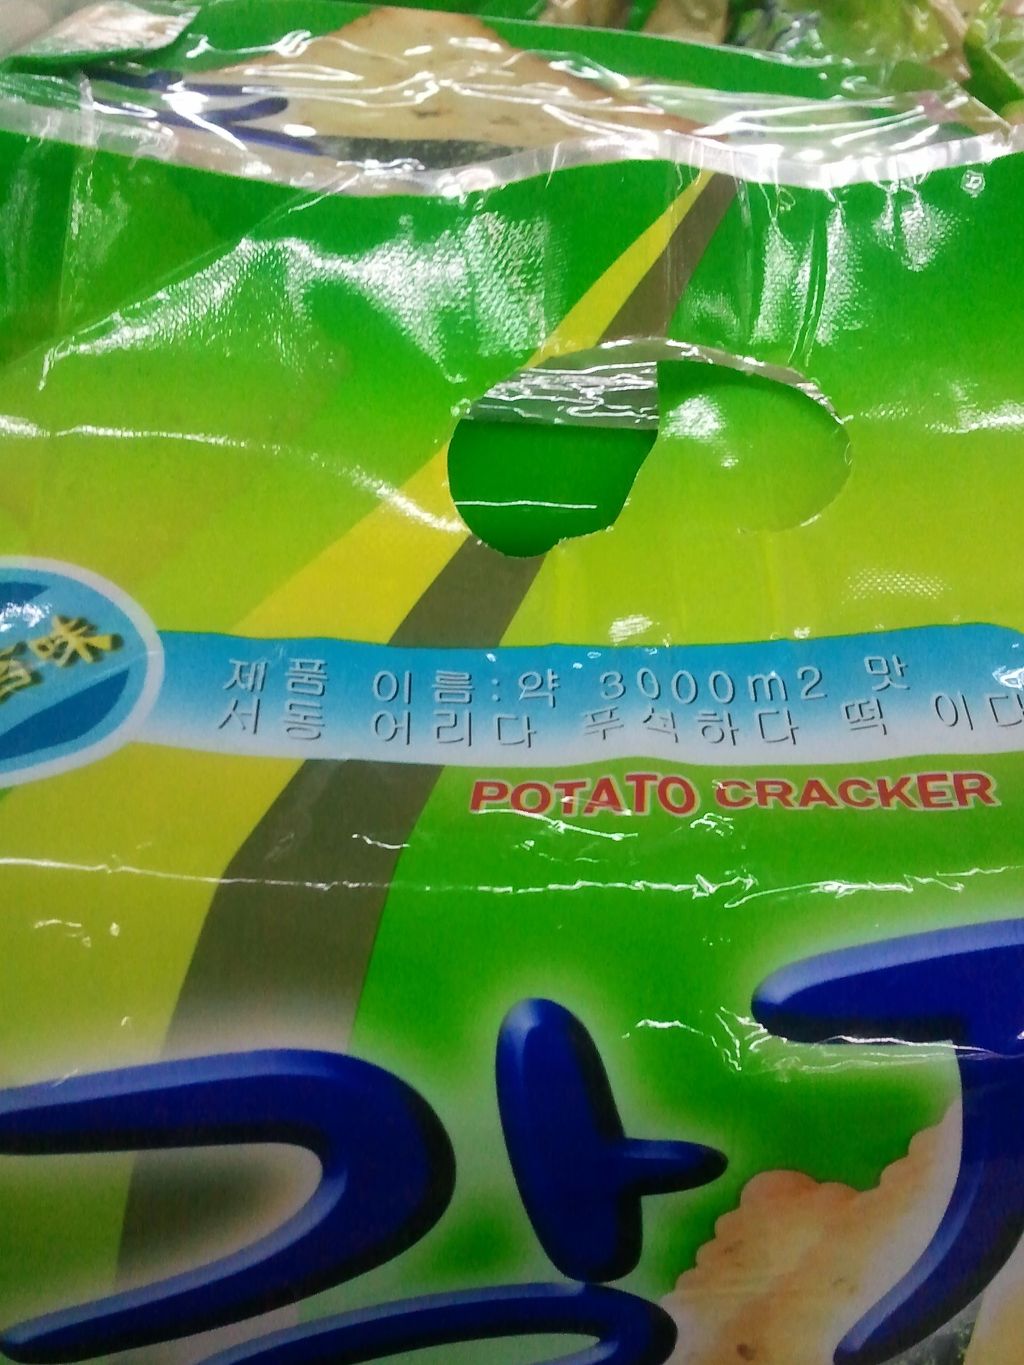 味
제품 이름:약 3000m2 맛
서동 어리다 푸석하다 떡 이다
POTATO CRACKER